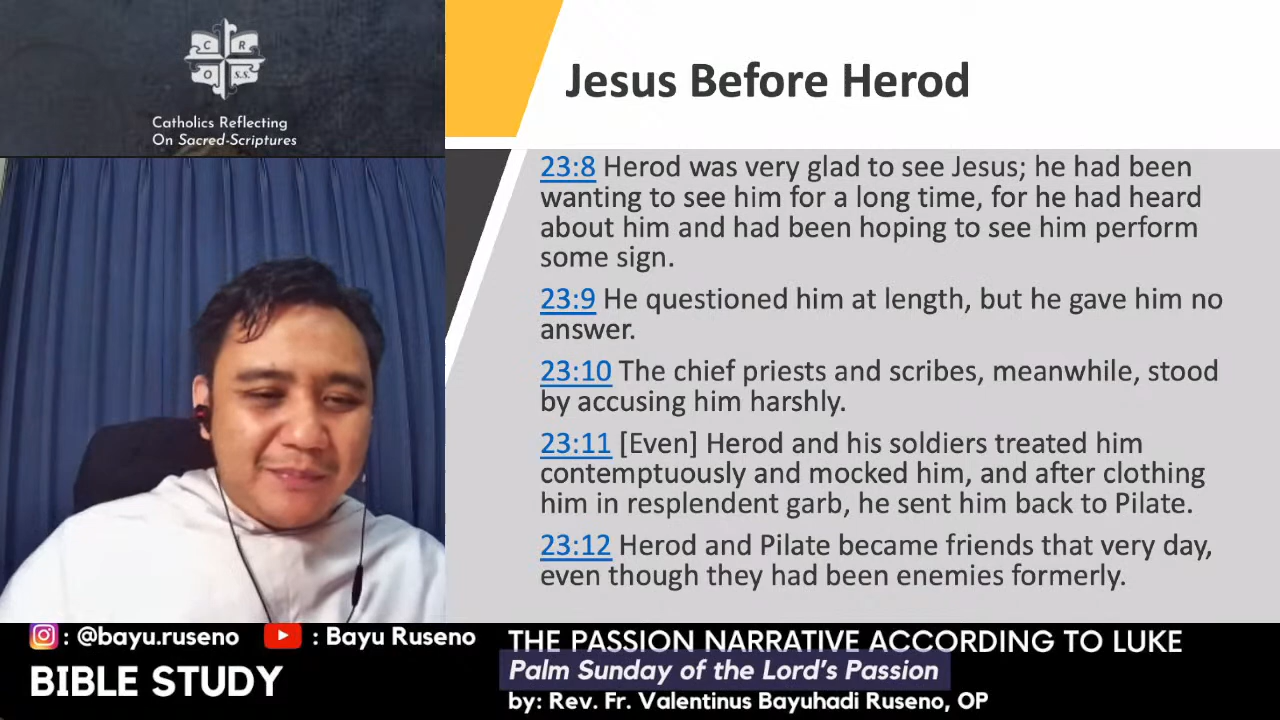 C R
O S.S.
Catholics Reflecting
On Sacred-Scriptures
Jesus Before Herod
23:8 Herod was very glad to see Jesus; he had been
wanting to see him for a long time, for he had heard
about him and had been hoping to see him perform
some sign.
23:9 He questioned him at length, but he gave him no
answer.
23:10 The chief priests and scribes, meanwhile, stood
by accusing him harshly.
23:11 [Even] Herod and his soldiers treated him
contemptuously and mocked him, and after clothing
him in resplendent garb, he sent him back to Pilate.
23:12 Herod and Pilate became friends that very day,
even though they had been enemies formerly.
: @bayu.ruseno : Bayu Ruseno
BIBLE STUDY
THE PASSION NARRATIVE ACCORDING TO LUKE
Palm Sunday of the Lord's Passion
by: Rev. Fr. Valentinus Bayuhadi Ruseno, OP